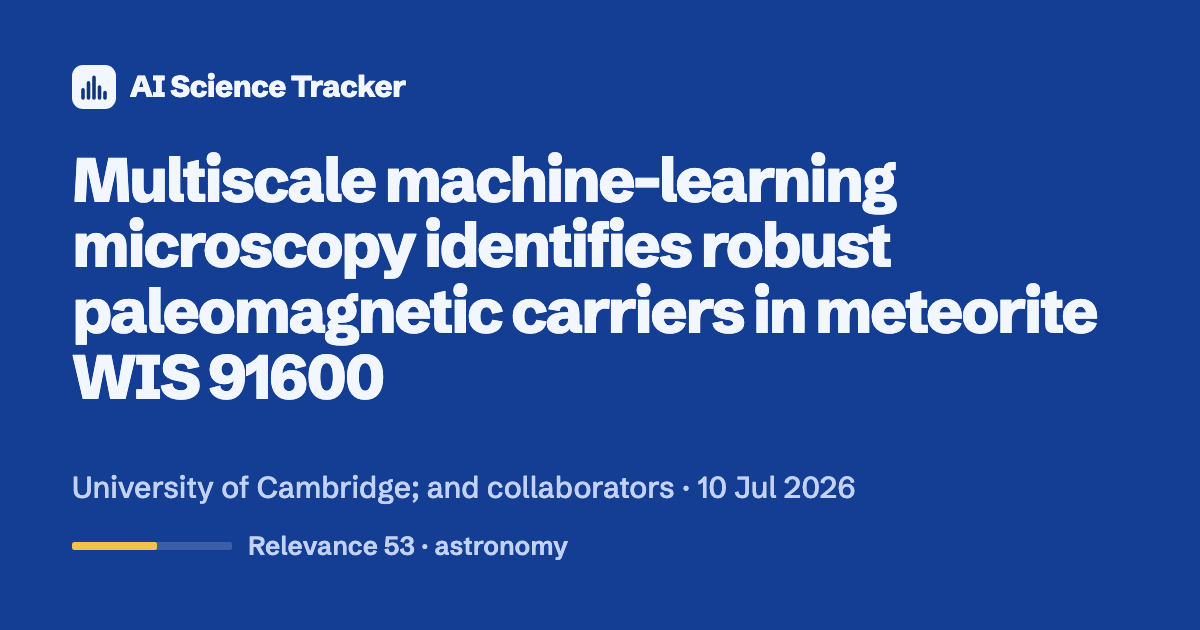 AI Science Tracker
Multiscale machine-learning
microscopy identifies robust
paleomagnetic carriers in meteorite
WIS 91600
University of Cambridge; and collaborators · 10 Jul 2026
Relevance 53 · astronomy